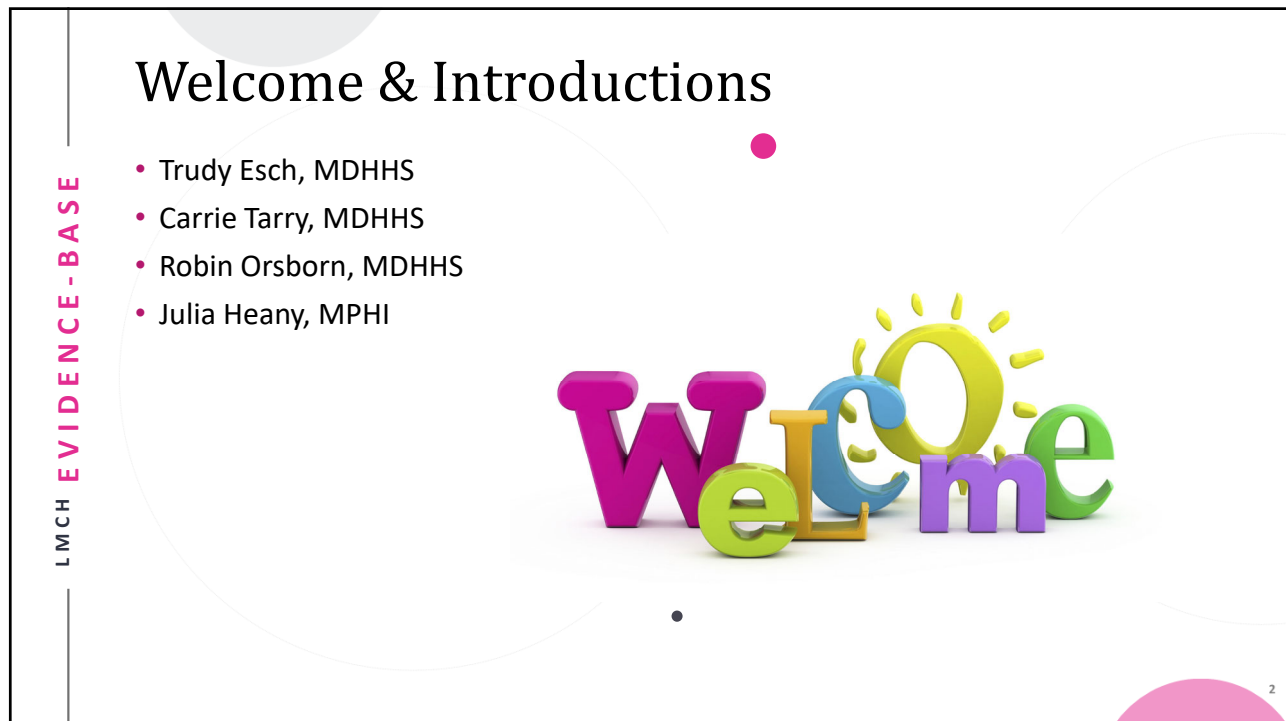 Welcome & Introductions
• Trudy Esch, MDHHS
• Carrie Tarry, MDHHS
• Robin Orsborn, MDHHS
• Julia Heany, MPHI
LMCH EVIDENCE-BASE
WeLCOme
2